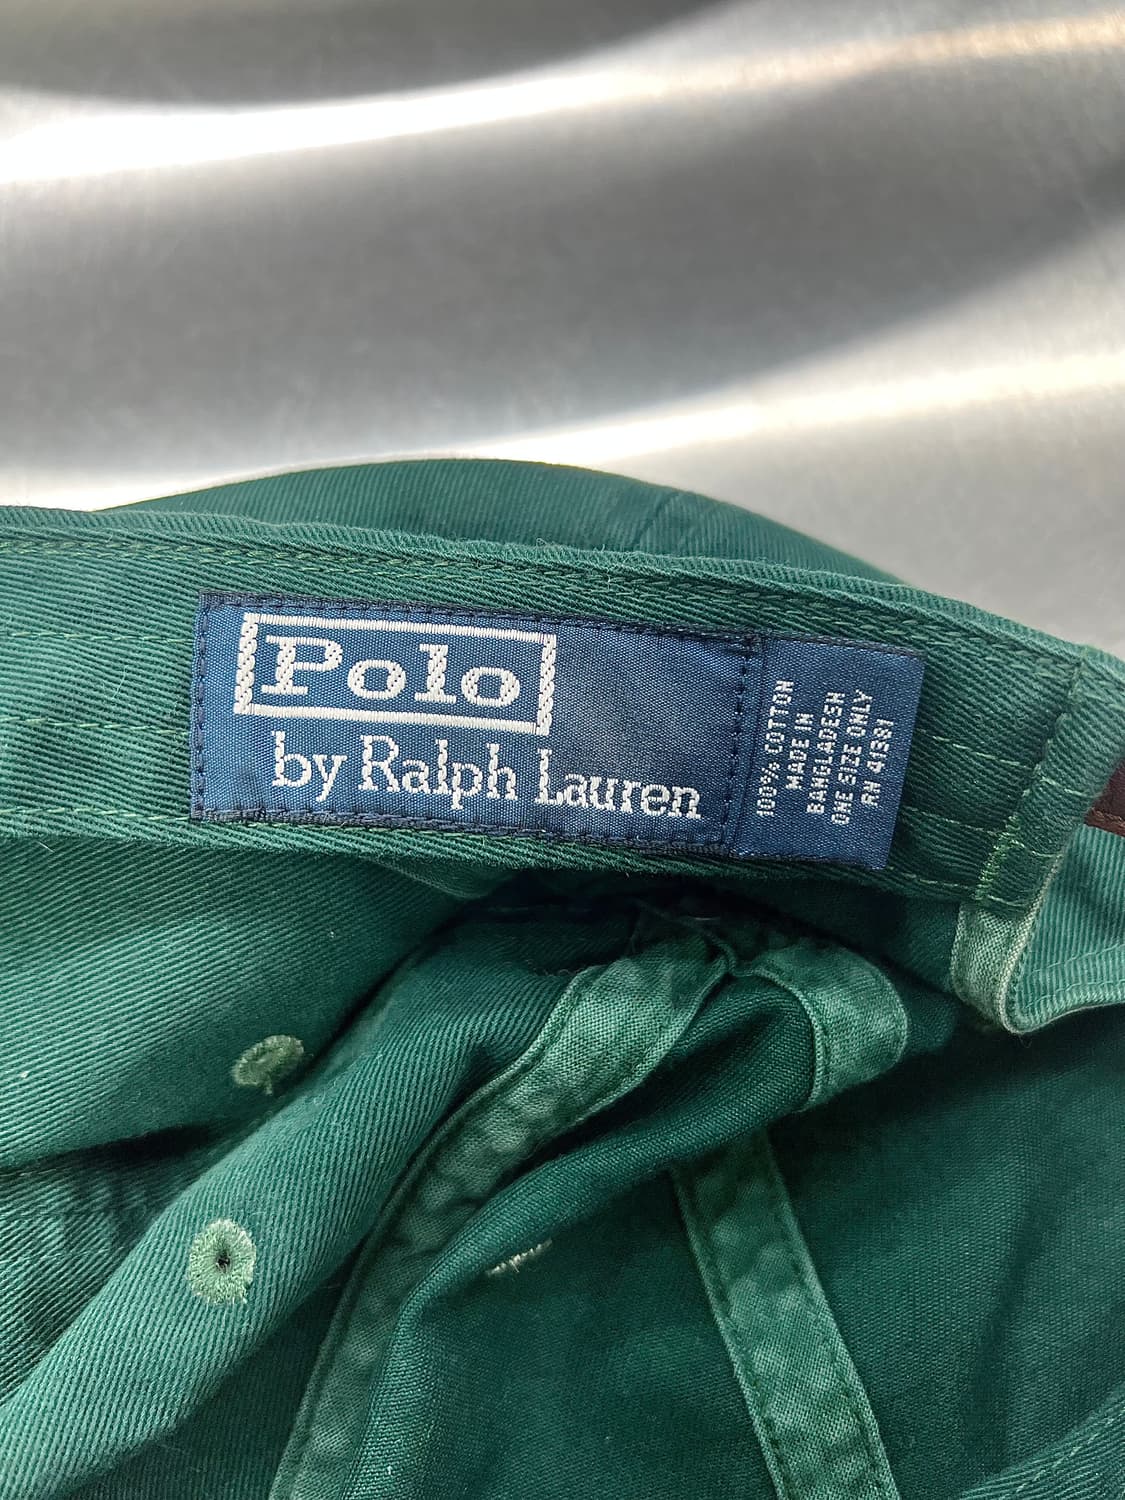 Polo
by Ralph Lauren
100% COTTON
MADE IN
BANGLADESH
ONE SIZE ONLY
RN 41381